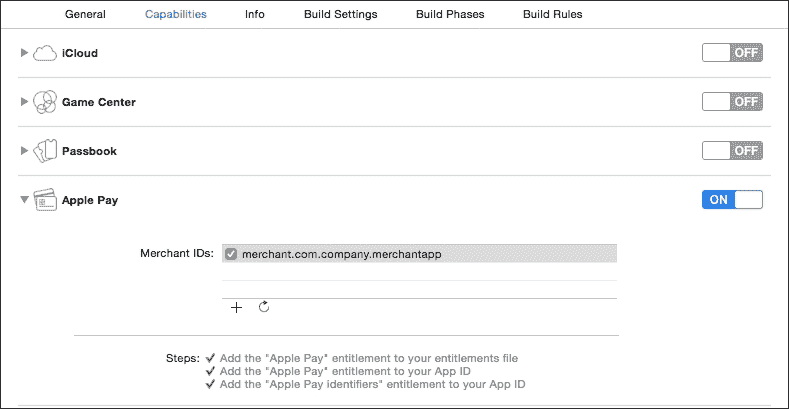 General Capabilities Info Build Settings Build Phases Build Rules
iCloud OFF
Game Center OFF
Passbook OFF
Apple Pay ON
Merchant IDs: merchant.com.company.merchantapp
Steps: Add the "Apple Pay" entitlement to your entitlements file
Add the "Apple Pay" entitlement to your App ID
Add the "Apple Pay identifiers" entitlement to your App ID